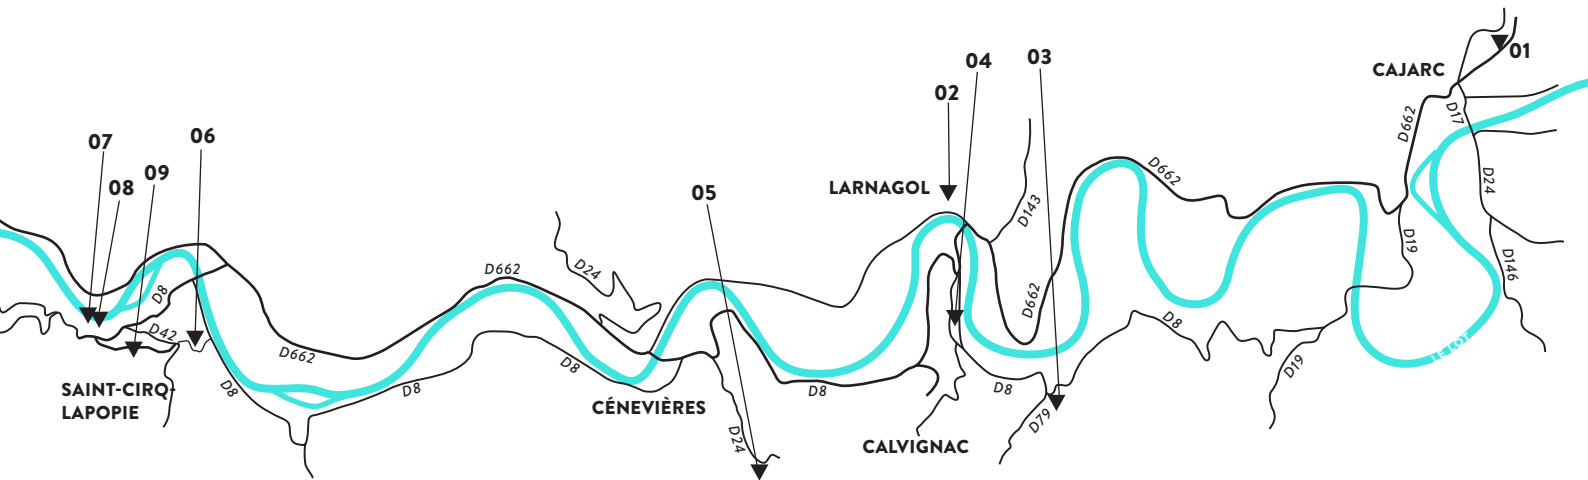 01
CAJARC
04
03
02
D662
D17
07
06
08
09
05
LARNAGOL
D662
D24
D143
D19
D146
D24
D662
D8
D42
D662
D662
D8
LE LOT
D8
D8
D8
D19
SAINT-CIRQ-
LAPOPIE
D8
D8
CÉNEVIÈRES
D24
D79
CALVIGNAC